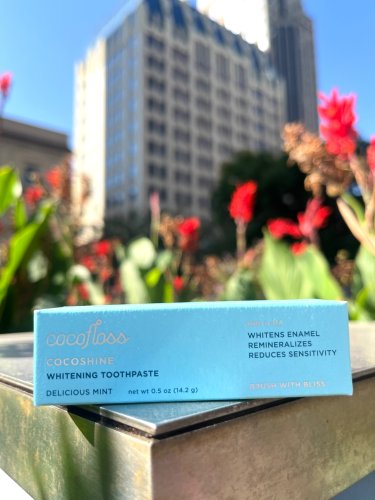 cocofloss
COCOSHINE
WHITENING TOOTHPASTE
DELICIOUS MINT net wt 0.5 oz (14.2 g)
WHITENS ENAMEL
REMINERALIZES
REDUCES SENSITIVITY
BRUSH WITH BLISS